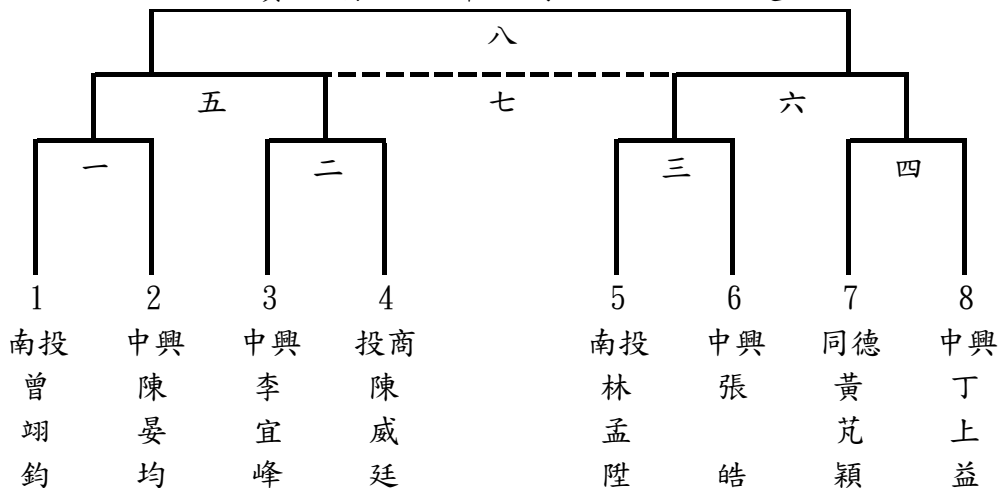 八
五 七 六
一 二 三 四
1 2 3 4 5 6 7 8
南投 中興 中興 投商 南投 中興 同德 中興
曾 陳 李 陳 林 張 黃 丁
翊 晏 宜 威 孟 芃 上
鈞 均 峰 廷 陞 皓 穎 益